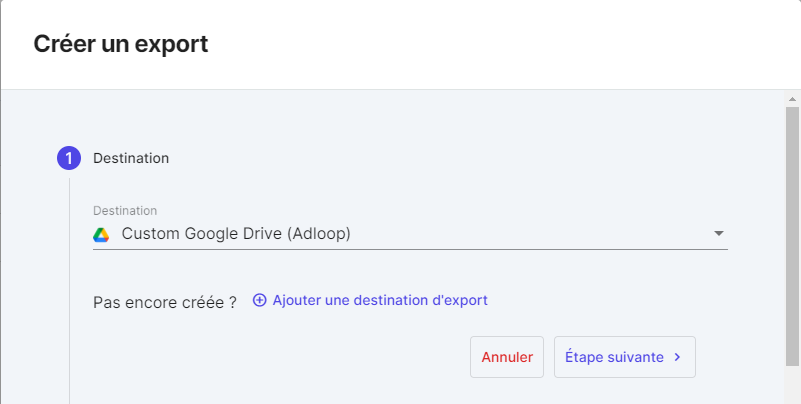 Créer un export
1 Destination
Destination
Custom Google Drive (Adloop)
Pas encore créée ? Ajouter une destination d'export
Annuler Étape suivante